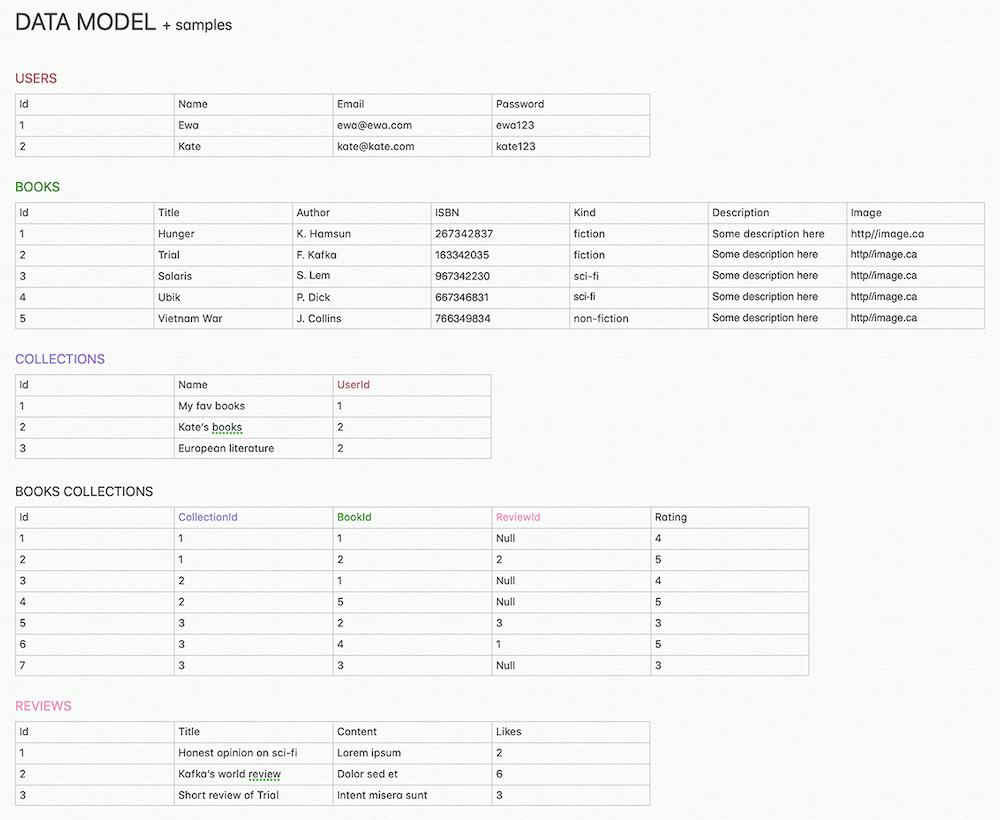 DATA MODEL + samples
USERS
Id Name Email Password
1 Ewa ewa@ewa.com ewa123
2 Kate kate@kate.com kate123
BOOKS
Id Title Author ISBN Kind Description Image
1 Hunger K. Hamsun 267342837 fiction Some description here http//image.ca
2 Trial F. Kafka 163342035 fiction Some description here http//image.ca
3 Solaris S. Lem 967342230 sci-fi Some description here http//image.ca
4 Ubik P. Dick 667346831 sci-fi Some description here http//image.ca
5 Vietnam War J. Collins 766349834 non-fiction Some description here http//image.ca
COLLECTIONS
Id Name UserId
1 My fav books 1
2 Kate's books 2
3 European literature 2
BOOKS COLLECTIONS
Id CollectionId BookId ReviewId Rating
1 1 1 Null 4
2 1 2 2 5
3 2 1 Null 4
4 2 5 Null 5
5 3 2 3 3
6 3 4 1 5
7 3 3 Null 3
REVIEWS
Id Title Content Likes
1 Honest opinion on sci-fi Lorem ipsum 2
2 Kafka's world review Dolor sed et 6
3 Short review of Trial Intent misera sunt 3